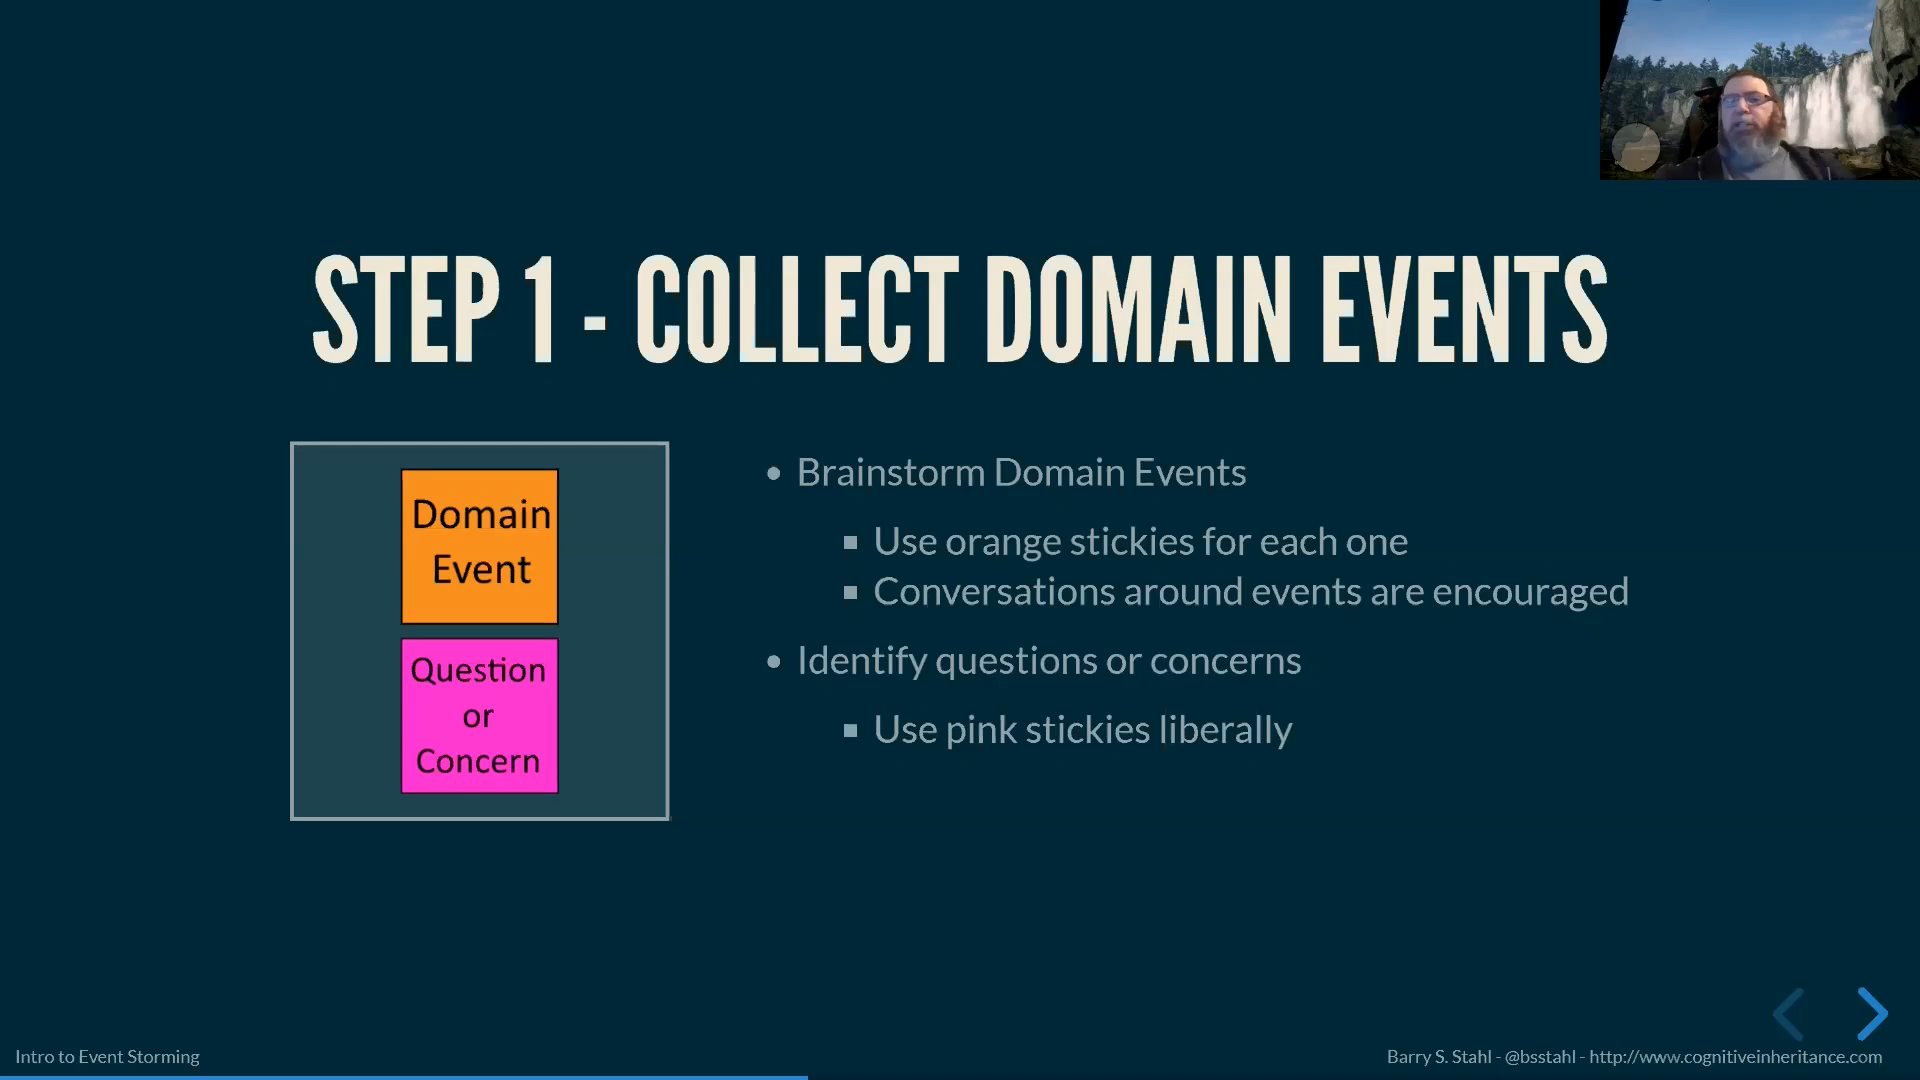 STEP 1 - COLLECT DOMAIN EVENTS
Domain
Event
Question
or
Concern
Brainstorm Domain Events
Use orange stickies for each one
Conversations around events are encouraged
Identify questions or concerns
Use pink stickies liberally
Intro to Event Storming
Barry S. Stahl - @bsstahl - http://www.cognitiveinheritance.com